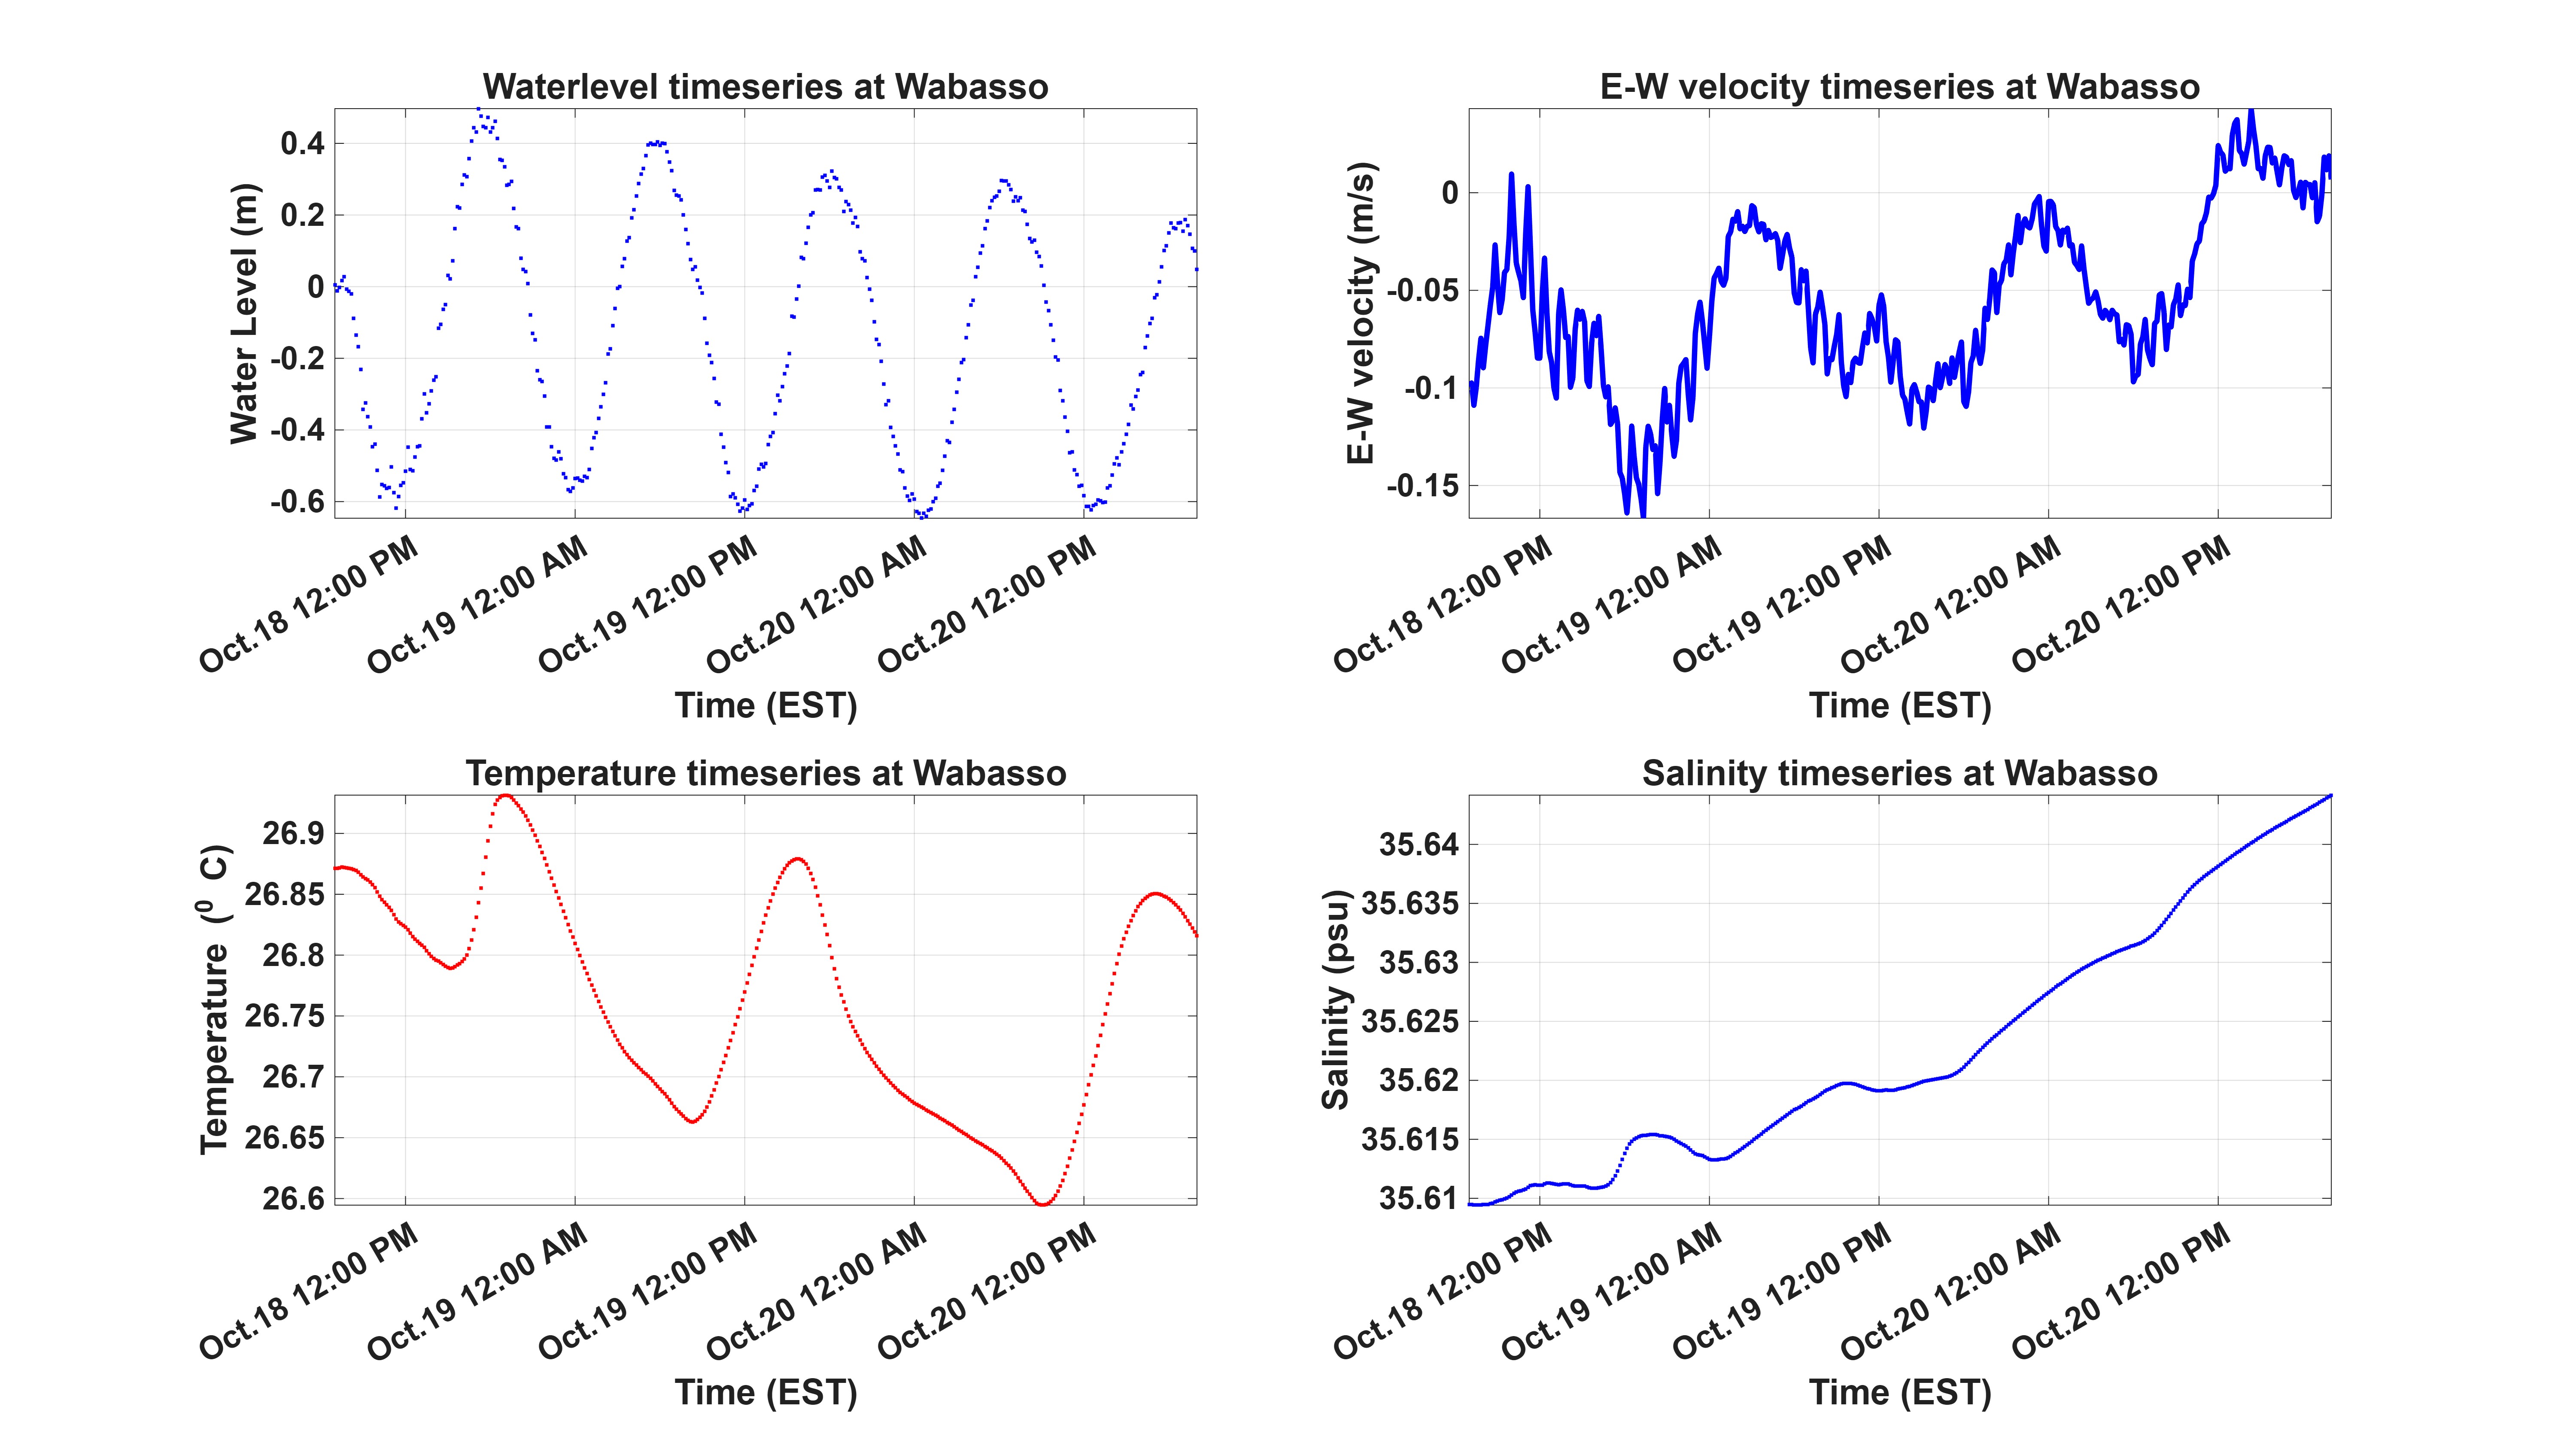 Waterlevel timeseries at Wabasso
Water Level (m)
0.4
0.2
0
-0.2
-0.4
-0.6
Oct.18 12:00 PM
Oct.19 12:00 AM
Oct.19 12:00 PM
Oct.20 12:00 AM
Oct.20 12:00 PM
Time (EST)
E-W velocity timeseries at Wabasso
E-W velocity (m/s)
0
-0.05
-0.1
-0.15
Oct.18 12:00 PM
Oct.19 12:00 AM
Oct.19 12:00 PM
Oct.20 12:00 AM
Oct.20 12:00 PM
Time (EST)
Temperature timeseries at Wabasso
Temperature (⁰ C)
26.9
26.85
26.8
26.75
26.7
26.65
26.6
Oct.18 12:00 PM
Oct.19 12:00 AM
Oct.19 12:00 PM
Oct.20 12:00 AM
Oct.20 12:00 PM
Time (EST)
Salinity timeseries at Wabasso
Salinity (psu)
35.64
35.635
35.63
35.625
35.62
35.615
35.61
Oct.18 12:00 PM
Oct.19 12:00 AM
Oct.19 12:00 PM
Oct.20 12:00 AM
Oct.20 12:00 PM
Time (EST)